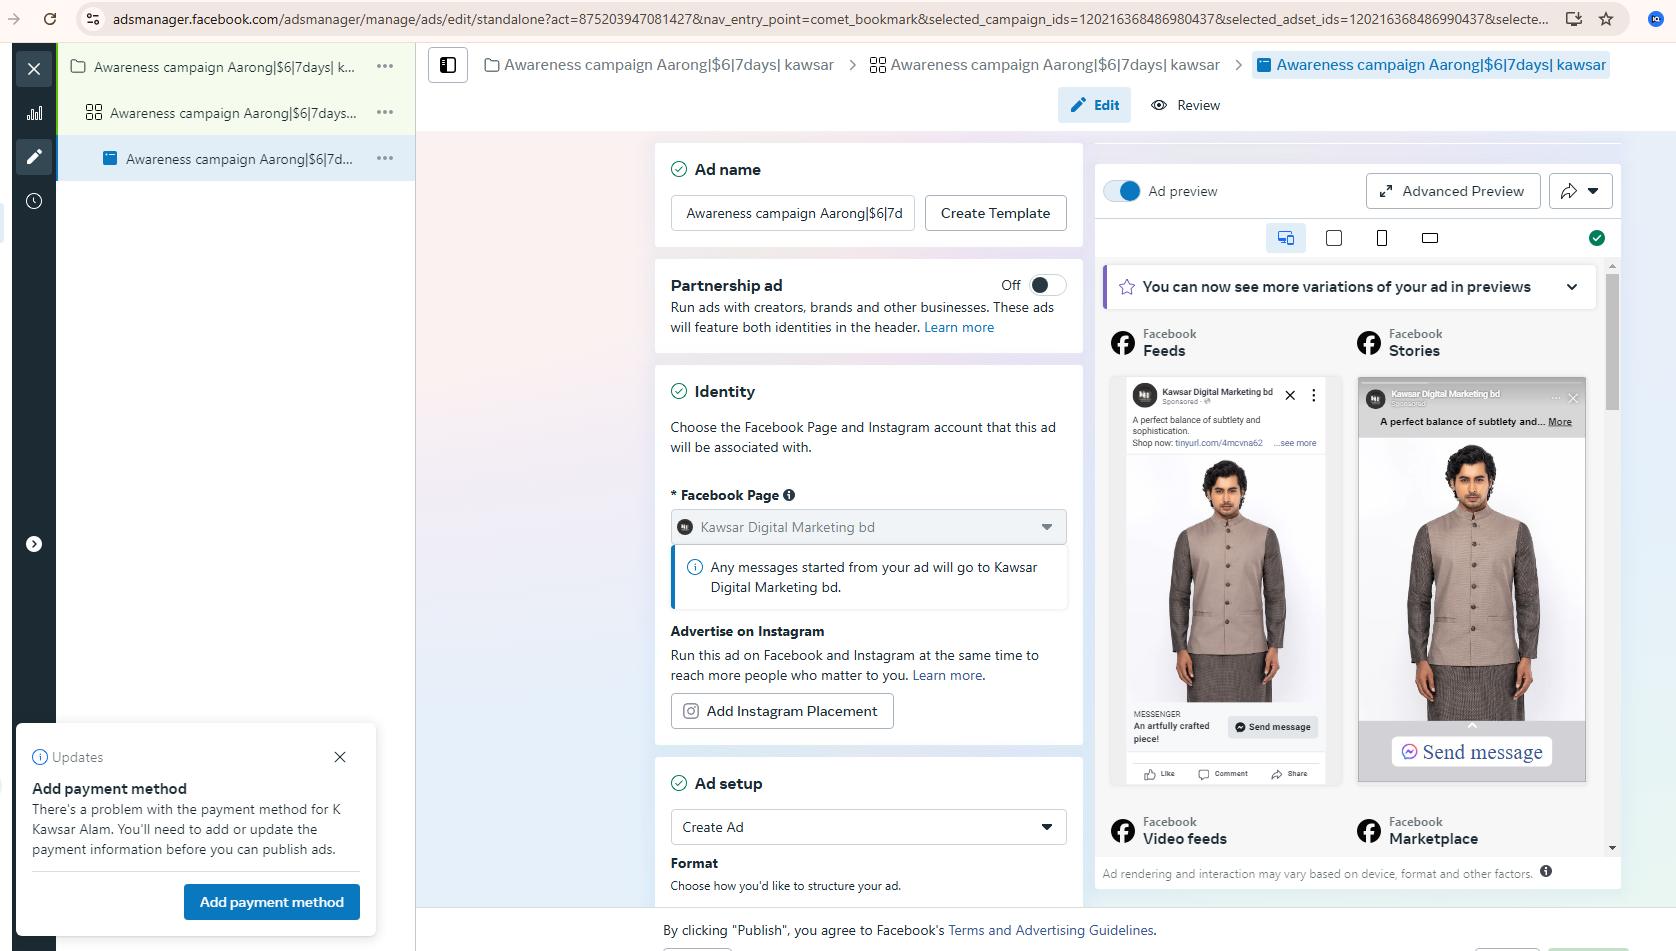 adsmanager.facebook.com/adsmanager/manage/ads/edit/standalone?act=875203947081427&nav_entry_point=comet_bookmark&selected_campaign_ids=120216368486980437&selected_adset_ids=120216368486990437&selecte...
Awareness campaign Aarong|$6|7days| k...
Awareness campaign Aarong|$6|7days...
Awareness campaign Aarong|$6|7d...
Awareness campaign Aarong|$6|7days| kawsar
Awareness campaign Aarong|$6|7days| kawsar
Awareness campaign Aarong|$6|7days| kawsar
Edit
Review
Ad name
Awareness campaign Aarong|$6|7d
Create Template
Partnership ad
Off
Run ads with creators, brands and other businesses. These ads
will feature both identities in the header. Learn more
Identity
Choose the Facebook Page and Instagram account that this ad
will be associated with.
* Facebook Page
Kawsar Digital Marketing bd
Any messages started from your ad will go to Kawsar
Digital Marketing bd.
Advertise on Instagram
Run this ad on Facebook and Instagram at the same time to
reach more people who matter to you. Learn more.
Add Instagram Placement
Ad setup
Create Ad
Format
Choose how you'd like to structure your ad.
By clicking "Publish", you agree to Facebook's Terms and Advertising Guidelines.
Ad preview
Advanced Preview
You can now see more variations of your ad in previews
Facebook
Feeds
Kawsar Digital Marketing bd
Sponsored ·
A perfect balance of subtlety and
sophistication.
Shop now: tinyurl.com/4mcvna62 ...see more
MESSENGER
An artfully crafted
piece!
Send message
Like
Comment
Share
Facebook
Stories
Kawsar Digital Marketing bd
Sponsored
A perfect balance of subtlety and... More
Send message
Facebook
Video feeds
Facebook
Marketplace
Ad rendering and interaction may vary based on device, format and other factors.
Updates
Add payment method
There's a problem with the payment method for K
Kawsar Alam. You'll need to add or update the
payment information before you can publish ads.
Add payment method